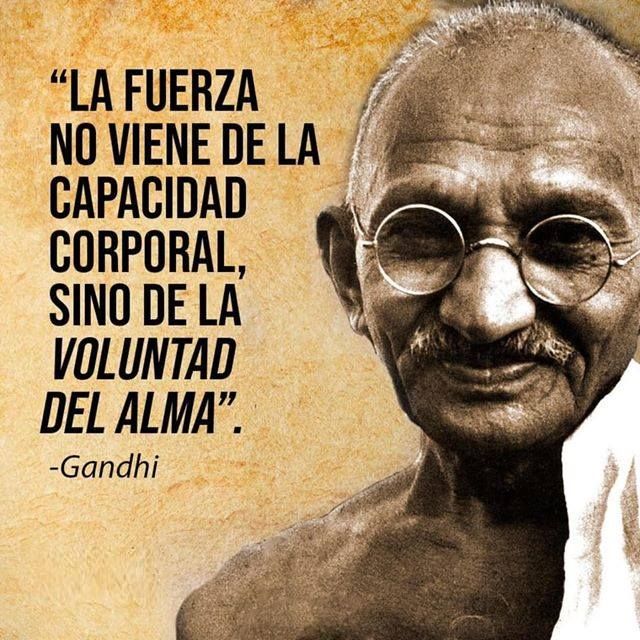 “LA FUERZA
NO VIENE DE LA
CAPACIDAD
CORPORAL,
SINO DE LA
VOLUNTAD
DEL ALMA”.
-Gandhi